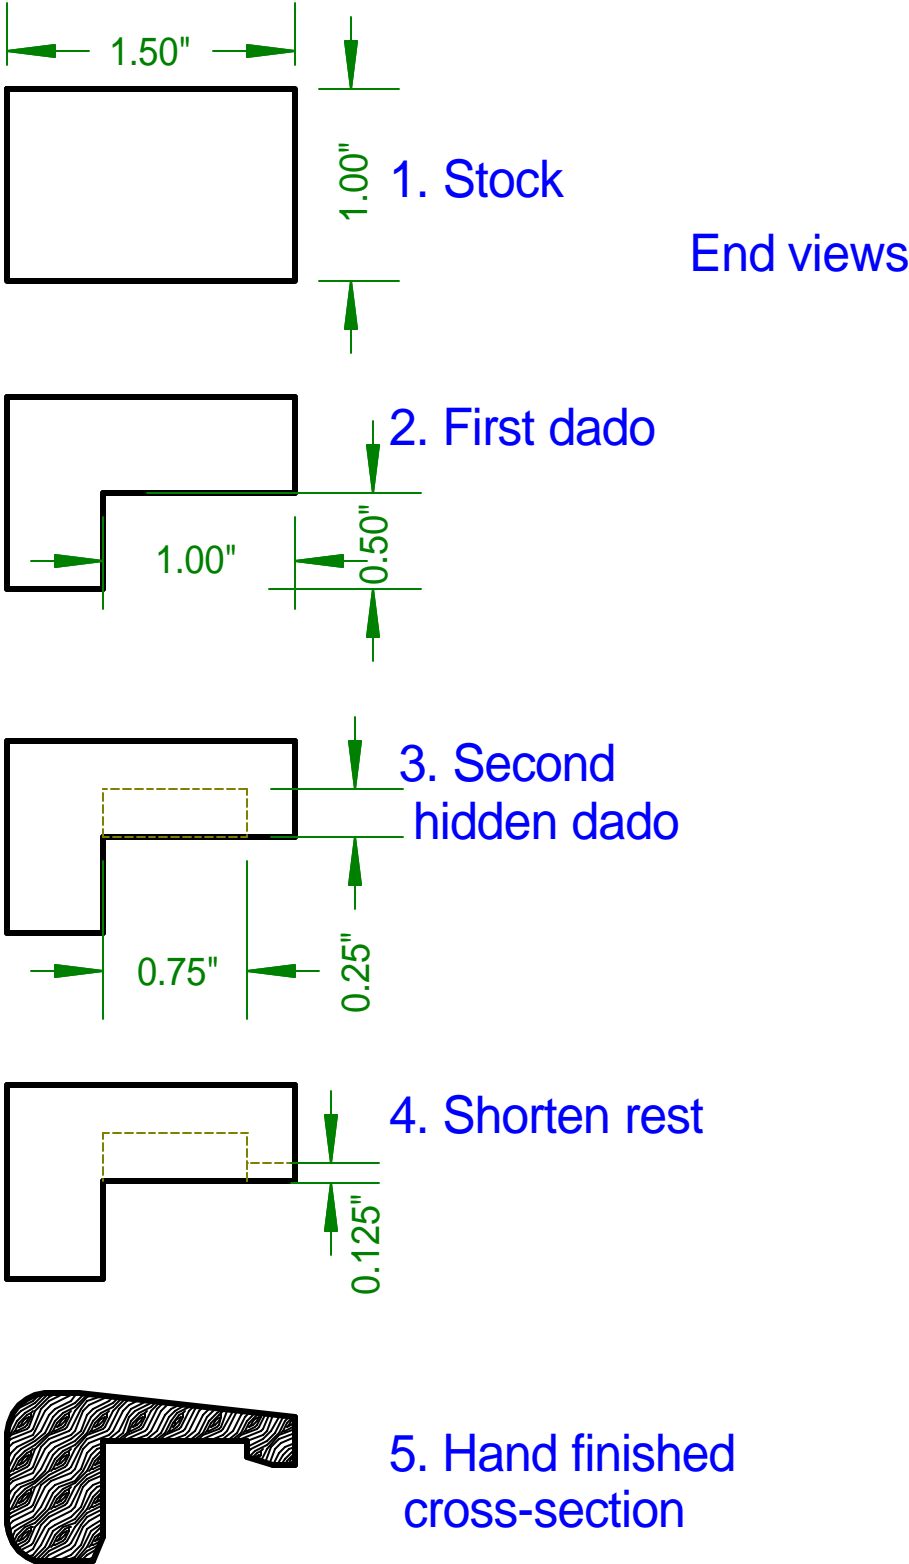 1.50"
1.00"
1. Stock
End views
2. First dado
1.00"
0.50"
3. Second
hidden dado
0.75"
0.25"
4. Shorten rest
0.125"
5. Hand finished
cross-section